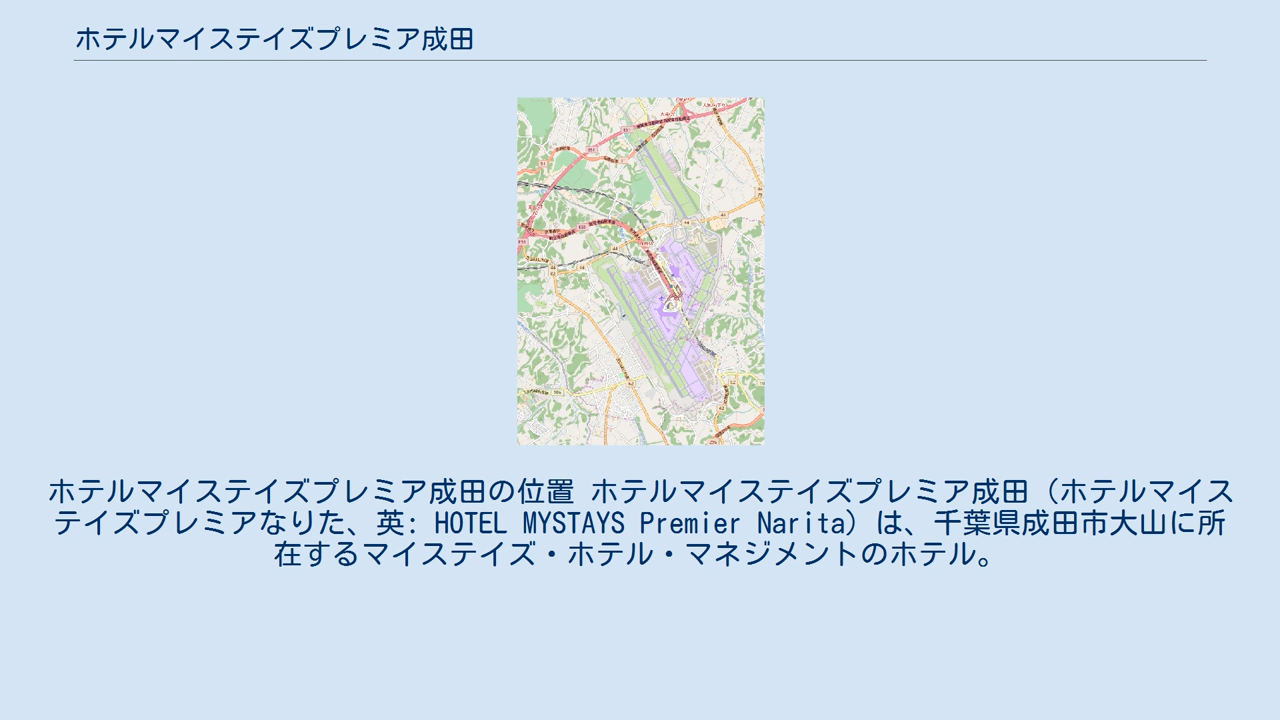 ホテルマイステイズプレミア成田
ホテルマイステイズプレミア成田の位置 ホテルマイステイズプレミア成田（ホテルマイス
テイズプレミアなりた、英: HOTEL MYSTAYS Premier Narita）は、千葉県成田市大山に所
在するマイステイズ・ホテル・マネジメントのホテル。